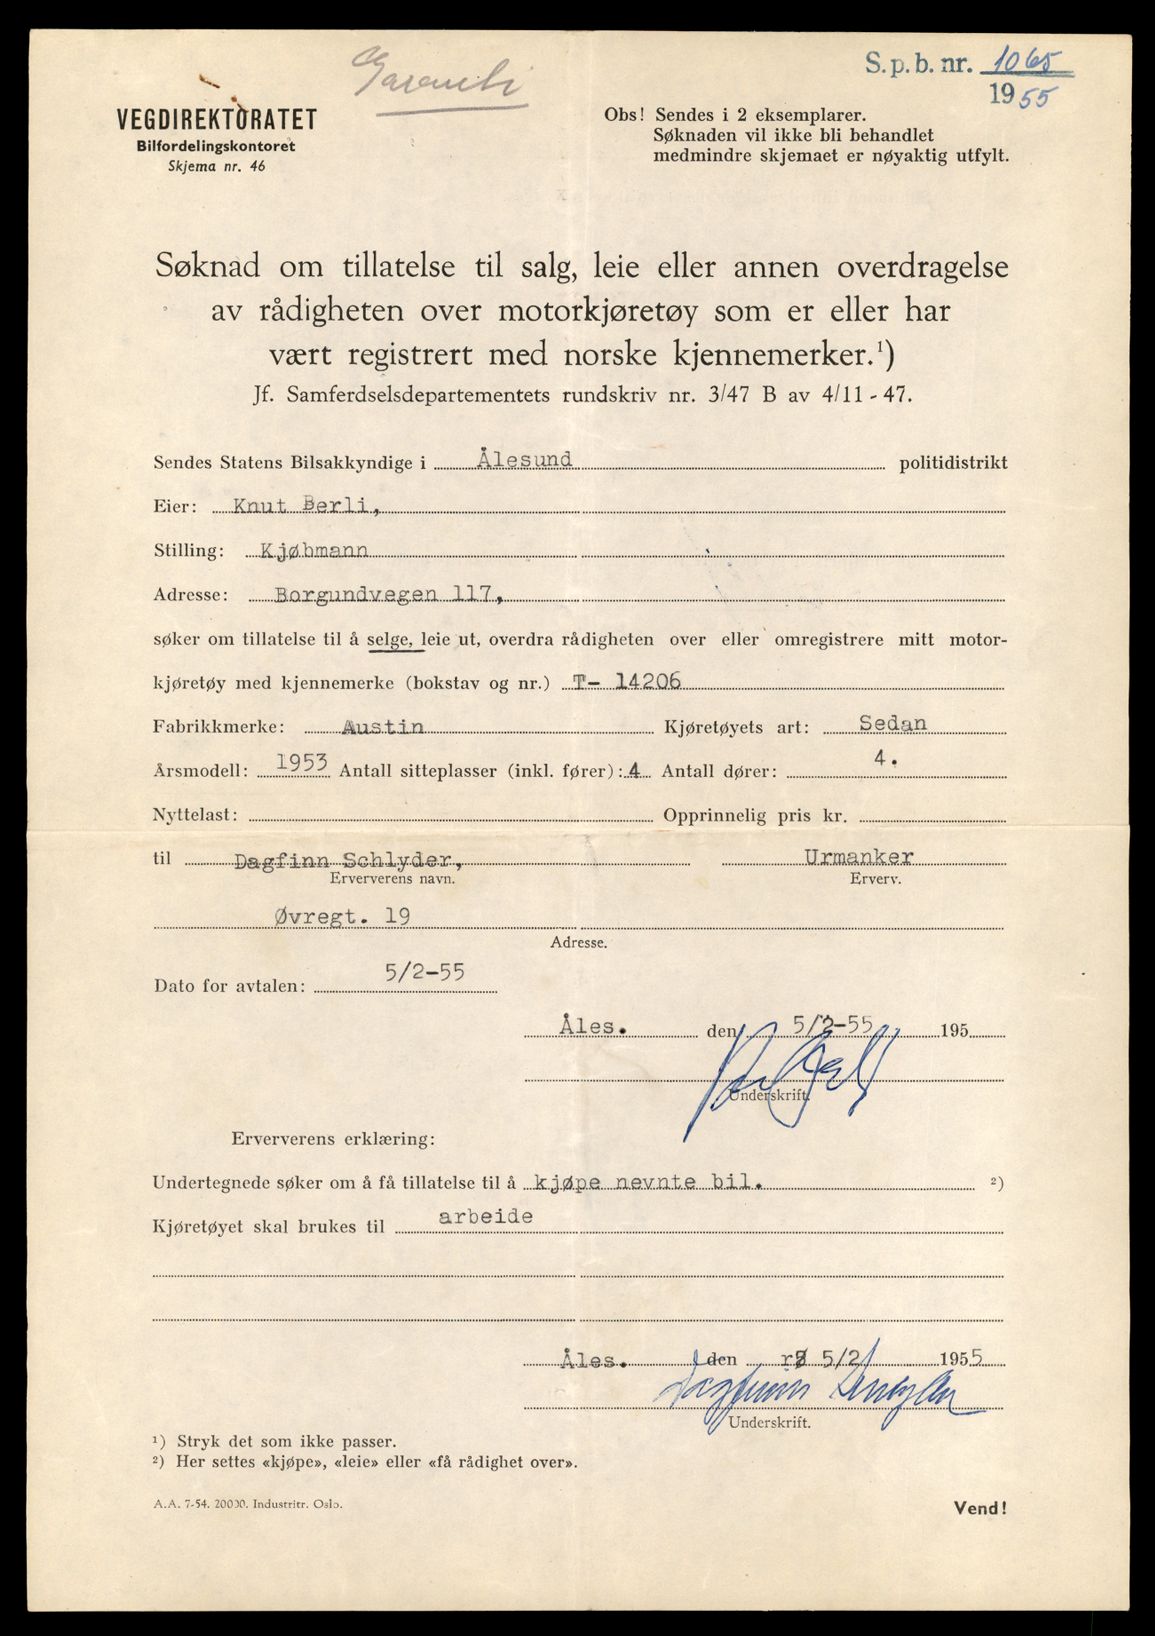 Garanti
S.p.b. nr. 1065
1955
VEGDIREKTORATET
Bilfordelingskontoret
Skjema nr. 46
Obs! Sendes i 2 eksemplarer.
Søknaden vil ikke bli behandlet
medmindre skjemaet er nøyaktig utfylt.
Søknad om tillatelse til salg, leie eller annen overdragelse
av rådigheten over motorkjøretøy som er eller har
vært registrert med norske kjennemerker.¹)
Jf. Samferdselsdepartementets rundskriv nr. 3/47 B av 4/11 - 47.
Sendes Statens Bilsakkyndige i Ålesund politidistrikt
Eier: Knut Berli,
Stilling: Kjøbmann
Adresse: Borgundvegen 117,
søker om tillatelse til å selge, leie ut, overdra rådigheten over eller omregistrere mitt motor-
kjøretøy med kjennemerke (bokstav og nr.) T- 14206
Fabrikkmerke: Austin Kjøretøyets art: Sedan
Årsmodell: 1953 Antall sitteplasser (inkl. fører): 4 Antall dører: 4.
Nyttelast: Opprinnelig pris kr.
til Dagfinn Schlyder, Urmanker
Erververens navn. Erverv.
Øvregt. 19
Adresse.
Dato for avtalen: 5/2-55
Åles. den 5/2-55 195
Underskrift.
Erververens erklæring:
Undertegnede søker om å få tillatelse til å kjøpe nevnte bil. ²)
Kjøretøyet skal brukes til arbeide
Åles. den 5/2 1955
Dagfinn
Underskrift.
¹) Stryk det som ikke passer.
²) Her settes «kjøpe», «leie» eller «få rådighet over».
A.A. 7-54. 20000. Industritr. Oslo.
Vend!